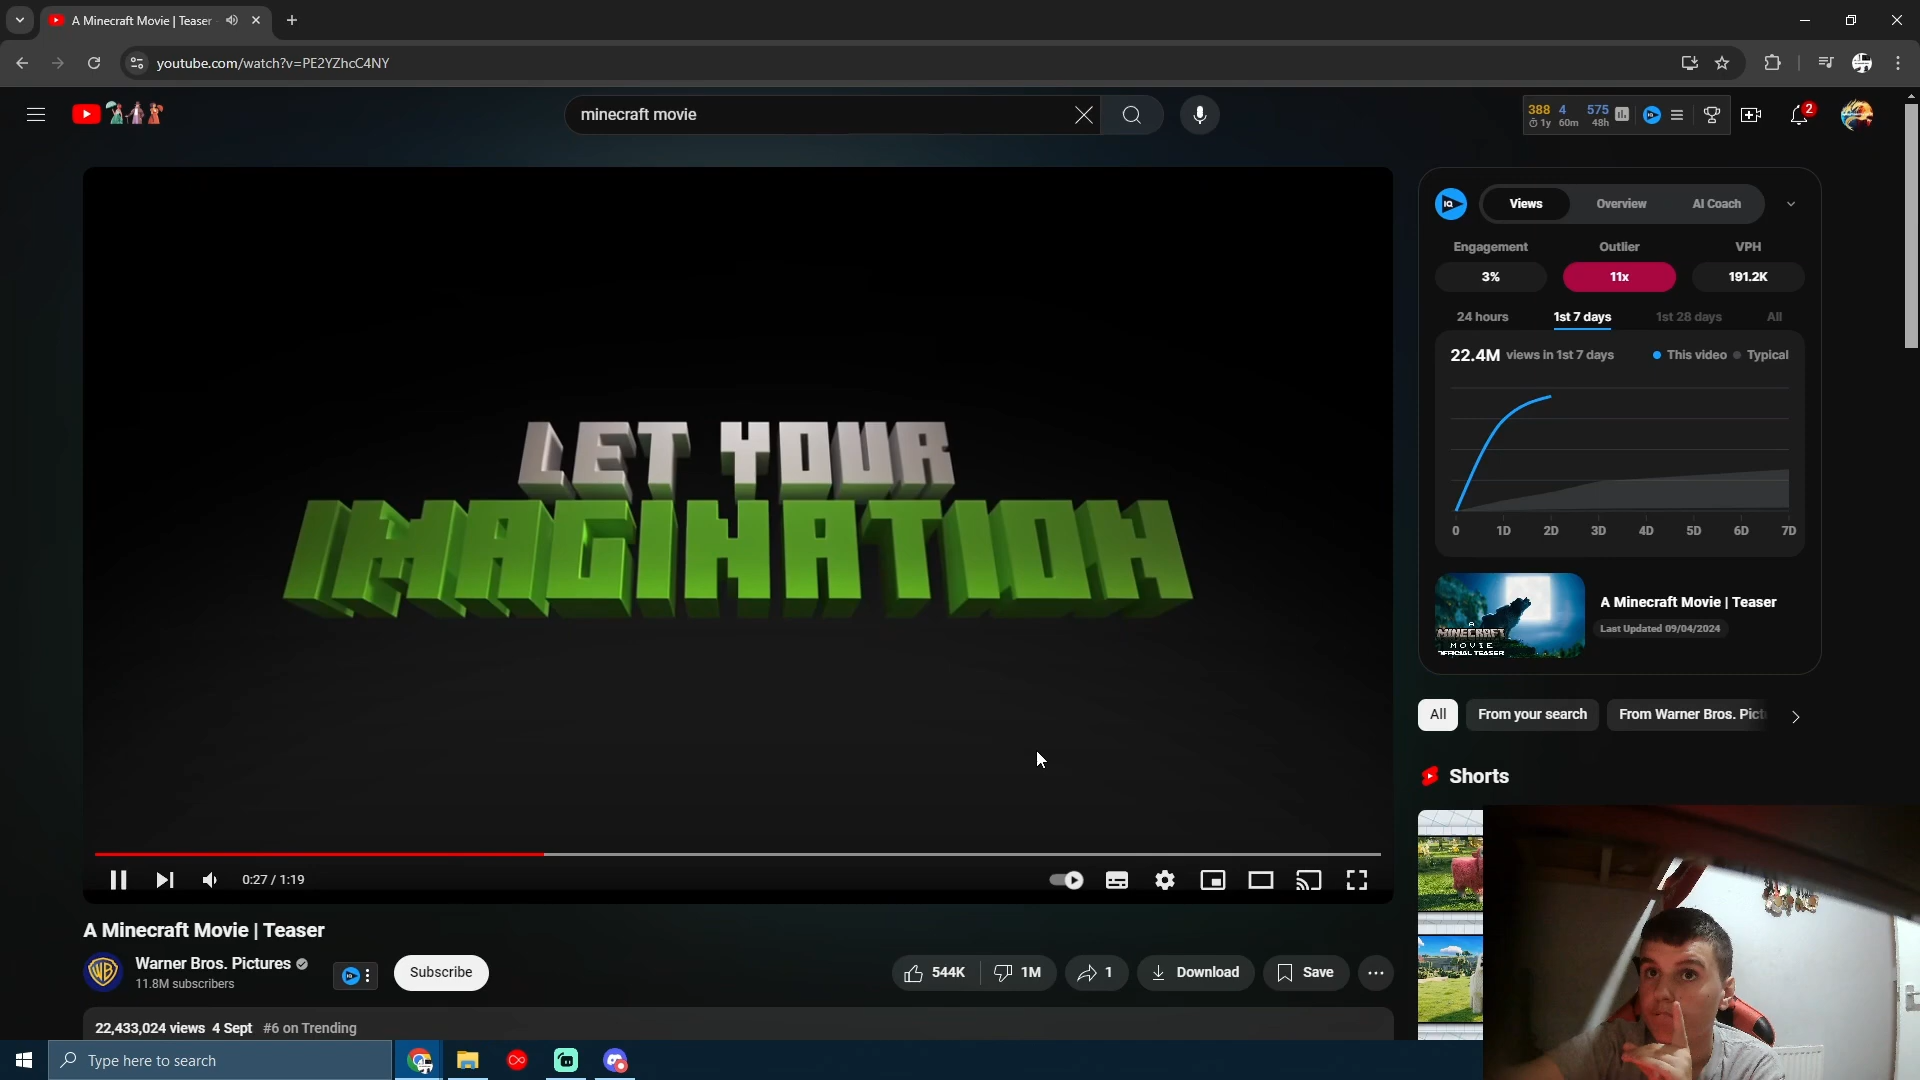 A Minecraft Movie | Teaser
youtube.com/watch?v=PE2YZhcC4NY
minecraft movie
388 4 575
1y 60m 48h
2
LET YOUR
IMAGINATION
0:27 / 1:19
A Minecraft Movie | Teaser
Warner Bros. Pictures
11.8M subscribers
Subscribe
544K
1M
1
Download
Save
22,433,024 views 4 Sept #6 on Trending
IQ
Views Overview AI Coach
Engagement Outlier VPH
3% 11x 191.2K
24 hours 1st 7 days 1st 28 days All
22.4M views in 1st 7 days
This video Typical
0 1D 2D 3D 4D 5D 6D 7D
A
MINECRAFT
MOVIE
OFFICIAL TEASER
A Minecraft Movie | Teaser
Last Updated 09/04/2024
All From your search From Warner Bros. Pict
Shorts
Type here to search